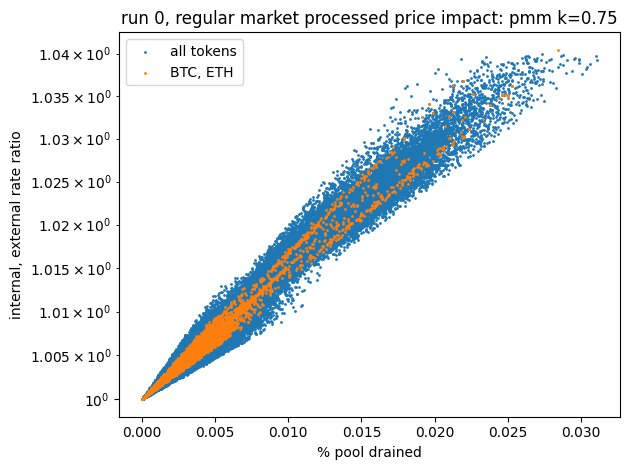 run 0, regular market processed price impact: pmm k=0.75
all tokens
BTC, ETH
internal, external rate ratio
1.04 × 10⁰
1.035 × 10⁰
1.03 × 10⁰
1.025 × 10⁰
1.02 × 10⁰
1.015 × 10⁰
1.01 × 10⁰
1.005 × 10⁰
10⁰
0.000 0.005 0.010 0.015 0.020 0.025 0.030
% pool drained